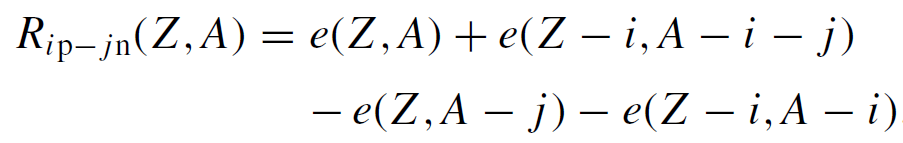 R_{ip−jn}(Z,A) = e(Z,A) + e(Z − i,A − i − j)
− e(Z,A − j) − e(Z − i,A − i)